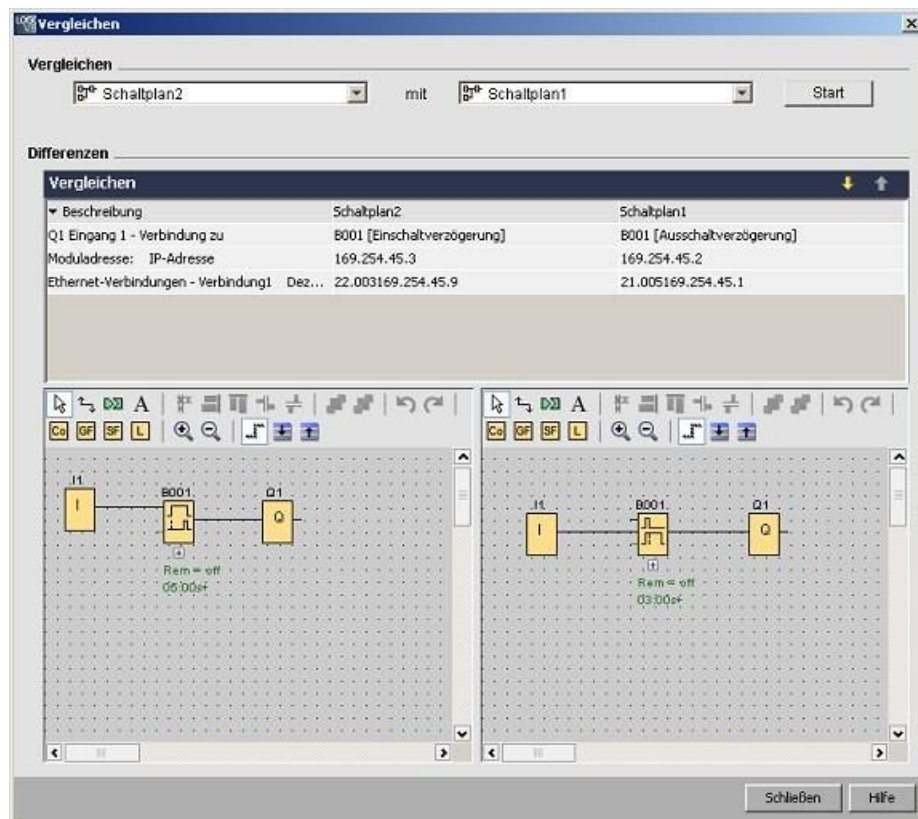 Vergleichen
Vergleichen
Schaltplan2 mit Schaltplan1 Start
Differenzen
Vergleichen
Beschreibung Schaltplan2 Schaltplan1
Q1 Eingang 1 - Verbindung zu B001 [Einschaltverzögerung] B001 [Ausschaltverzögerung]
Moduladresse: IP-Adresse 169.254.45.3 169.254.45.2
Ethernet-Verbindungen - Verbindung1 Dez... 22.003169.254.45.9 21.005169.254.45.1
A
Co GF SF L
I1
B001
Q1
I
Q
Rem = off
05:00s+
A
Co GF SF L
I1
B001
Q1
I
Q
Rem = off
03:00s+
Schließen Hilfe